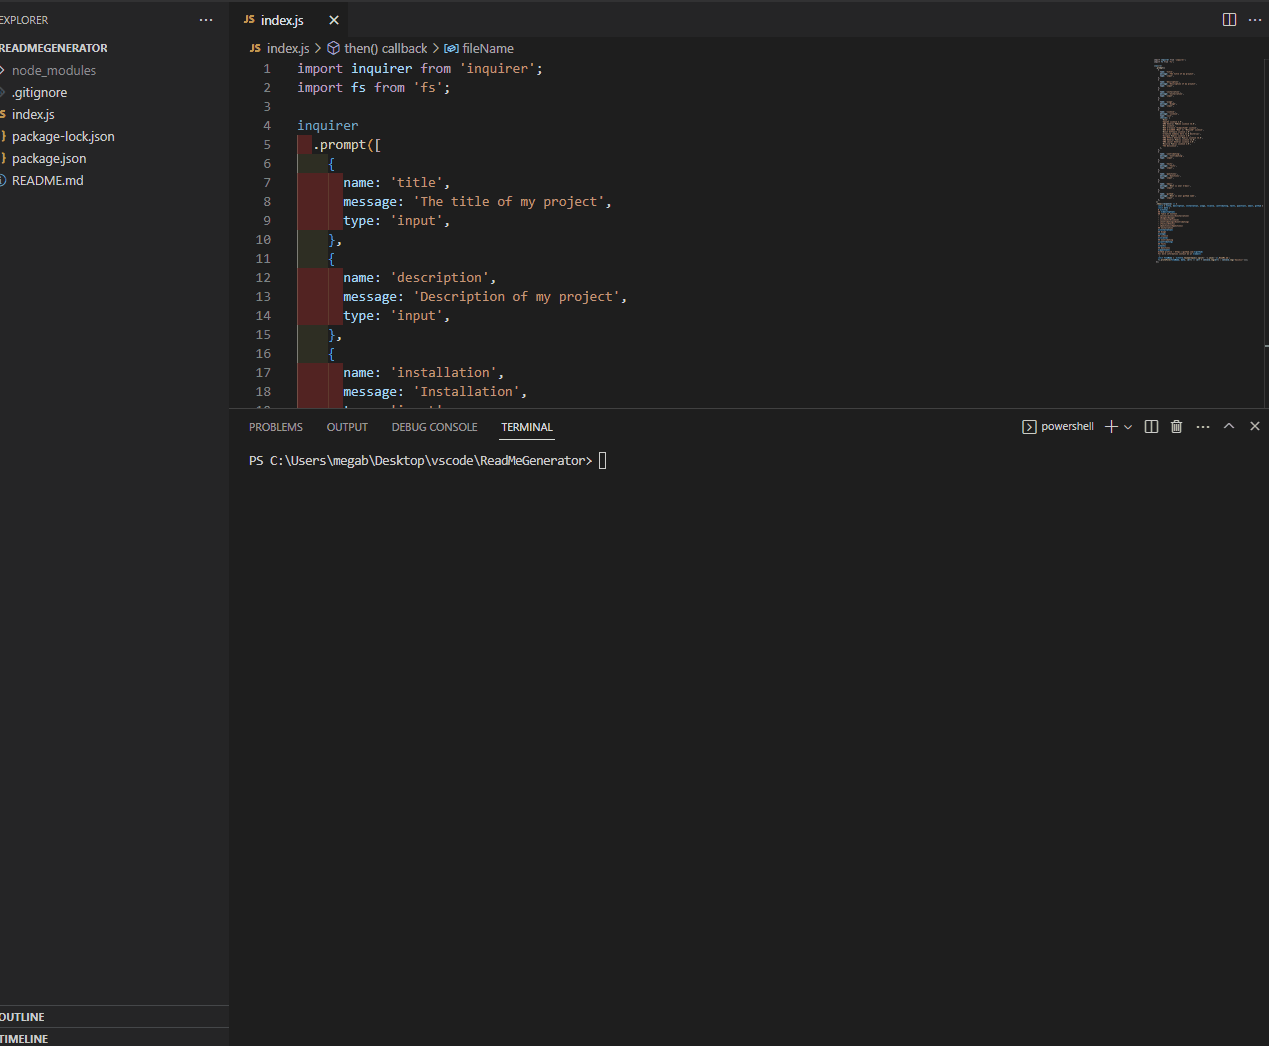 EXPLORER
READMEGENERATOR
node_modules
.gitignore
JS index.js
package-lock.json
package.json
README.md
OUTLINE
TIMELINE
JS index.js
JS index.js > then() callback > fileName
1 import inquirer from 'inquirer';
2 import fs from 'fs';
3
4 inquirer
5 .prompt([
6 {
7 name: 'title',
8 message: 'The title of my project',
9 type: 'input',
10 },
11 {
12 name: 'description',
13 message: 'Description of my project',
14 type: 'input',
15 },
16 {
17 name: 'installation',
18 message: 'Installation',
PROBLEMS OUTPUT DEBUG CONSOLE TERMINAL
powershell
PS C:\Users\megab\Desktop\vscode\ReadMeGenerator>